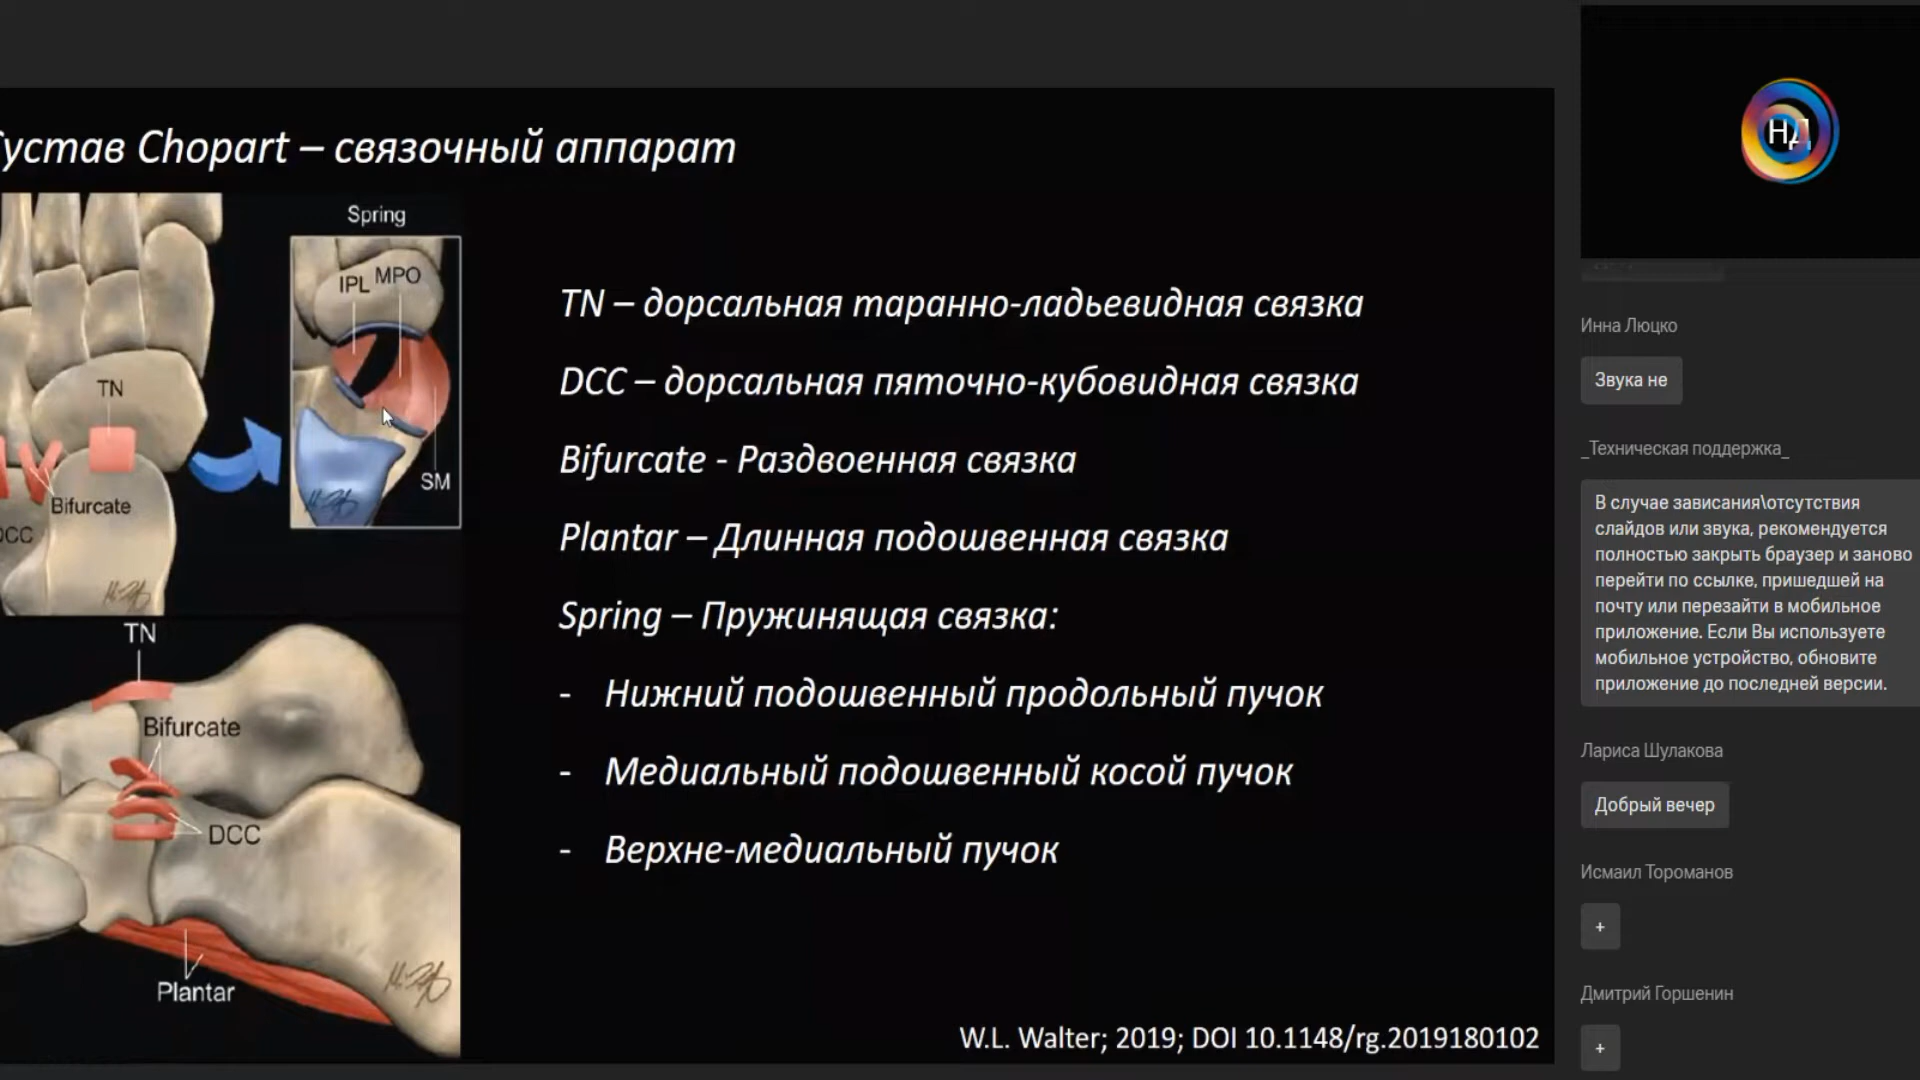 Сустав Chopart – связочный аппарат
Spring
IPL
MPO
TN
SM
Bifurcate
DCC
TN
Bifurcate
DCC
Plantar
TN – дорсальная таранно-ладьевидная связка
DCC – дорсальная пяточно-кубовидная связка
Bifurcate - Раздвоенная связка
Plantar – Длинная подошвенная связка
Spring – Пружинящая связка:
- Нижний подошвенный продольный пучок
- Медиальный подошвенный косой пучок
- Верхне-медиальный пучок
W.L. Walter; 2019; DOI 10.1148/rg.2019180102
НД
Инна Люцко
Звука не
_Техническая поддержка_
В случае зависания\отсутствия
слайдов или звука, рекомендуется
полностью закрыть браузер и заново
перейти по ссылке, пришедшей на
почту или перезайти в мобильное
приложение. Если Вы используете
мобильное устройство, обновите
приложение до последней версии.
Лариса Шулакова
Добрый вечер
Исмаил Тороманов
+
Дмитрий Горшенин
+